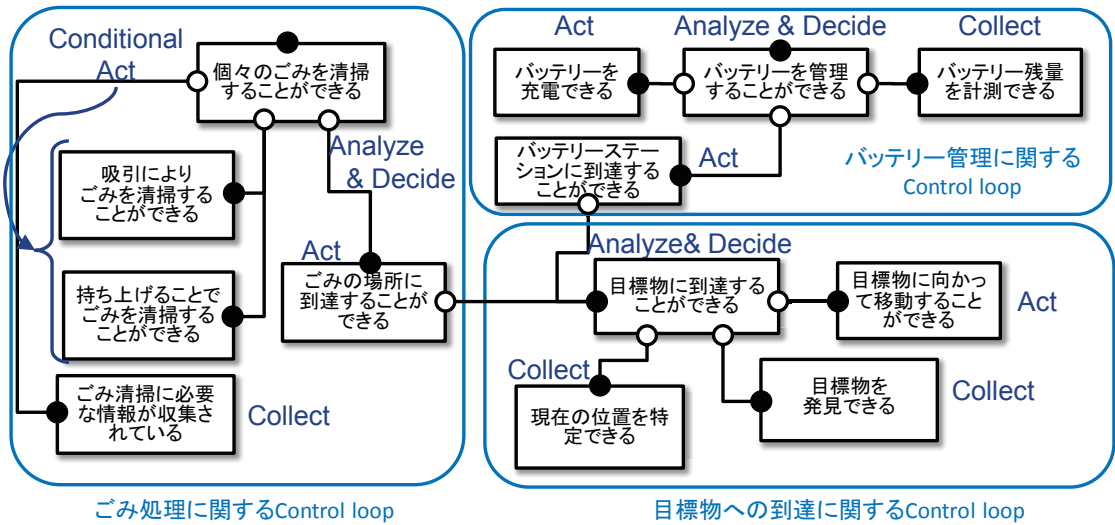 Conditional
Act
個々のごみを清掃
することができる
Analyze
& Decide
吸引により
ごみを清掃する
ことができる
持ち上げることで
ごみを清掃する
ことができる
Act
ごみの場所に
到達することが
できる
ごみ清掃に必要
な情報が収集さ
れている
Collect
ごみ処理に関するControl loop
Act
Analyze & Decide
Collect
バッテリーを
充電できる
バッテリーを管理
することができる
バッテリー残量
を計測できる
バッテリーステー
ションに到達する
ことができる
Act
バッテリー管理に関する
Control loop
Analyze& Decide
目標物に到達する
ことができる
目標物に向かっ
て移動すること
ができる
Act
Collect
現在の位置を特
定できる
目標物を
発見できる
Collect
目標物への到達に関するControl loop